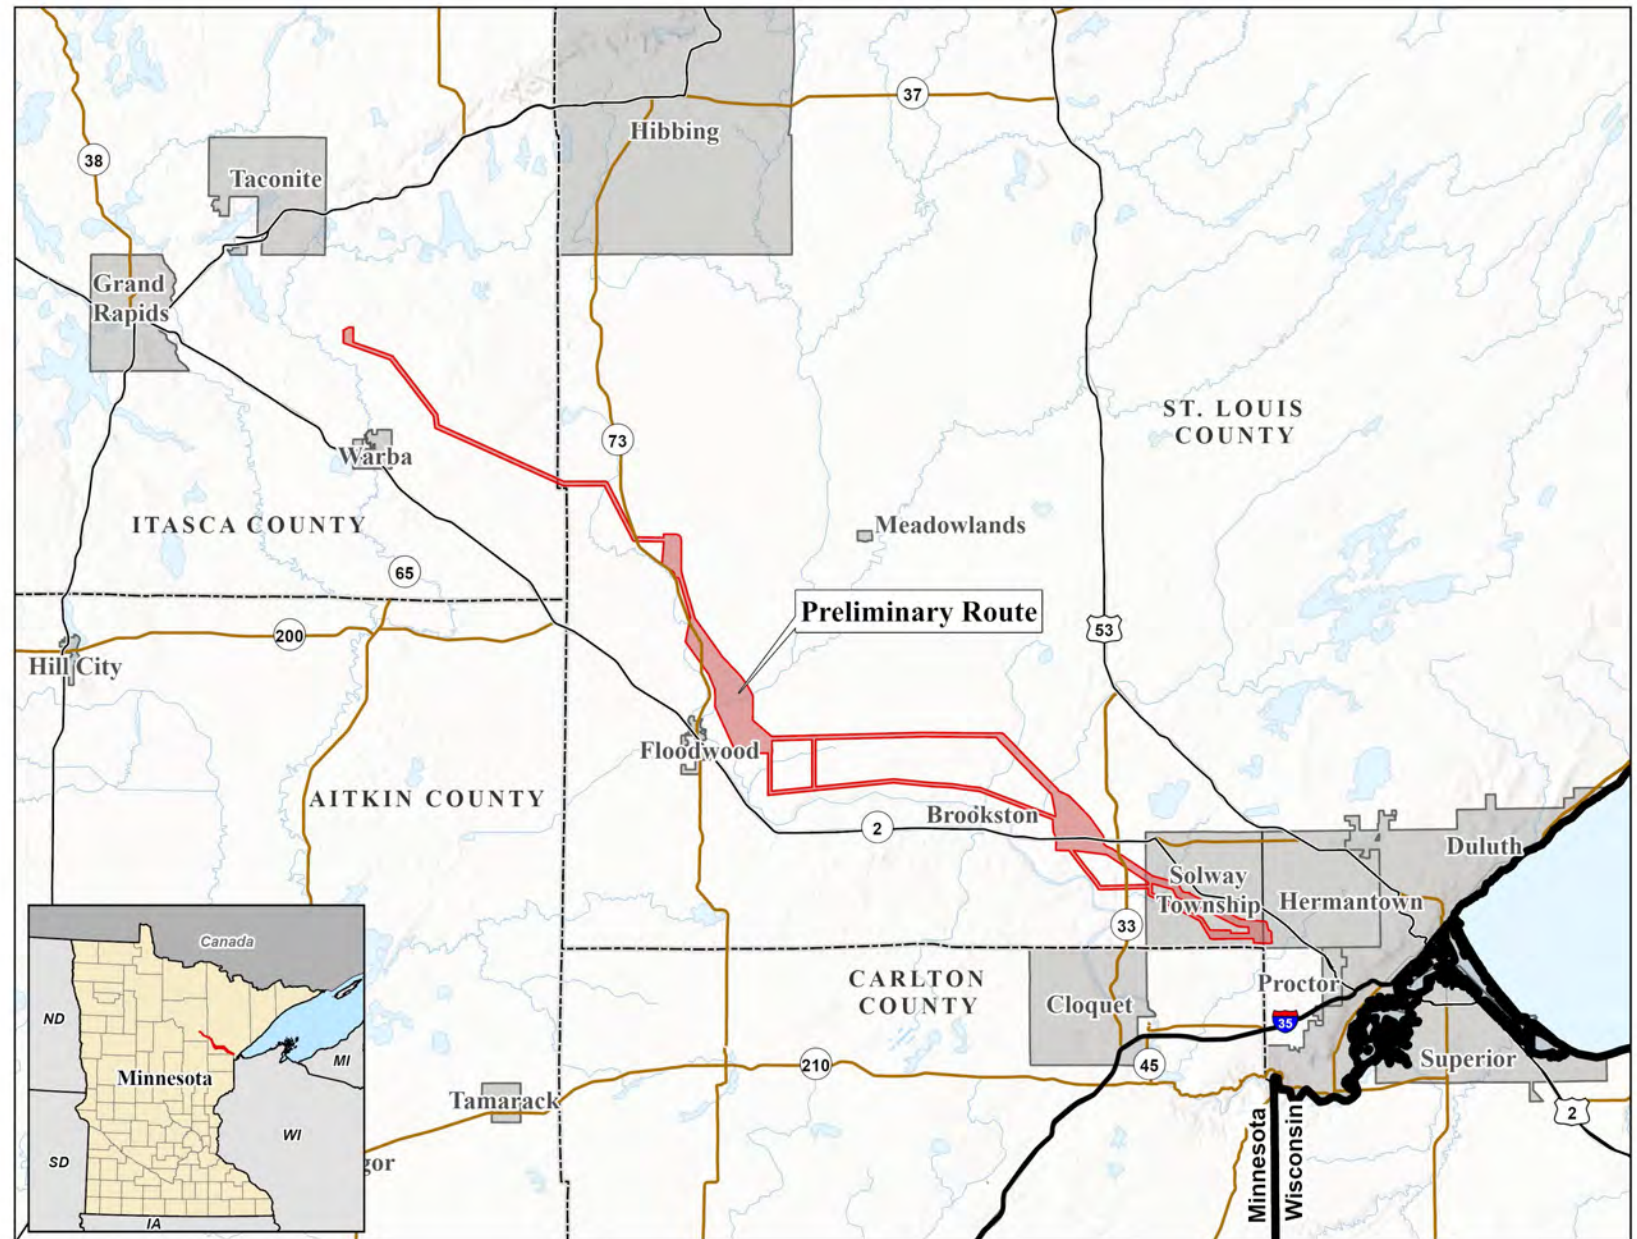 37
Hibbing
38
Taconite
Grand
Rapids
ST. LOUIS
COUNTY
73
Warba
ITASCA COUNTY
Meadowlands
65
Preliminary Route
200
53
Hill City
Floodwood
AITKIN COUNTY
Brookston
2
Duluth
Solway
Township
Hermantown
33
CARLTON
COUNTY
Proctor
Cloquet
35
Superior
210
45
Tamarack
2
gor
Minnesota
Wisconsin
Canada
ND
MI
Minnesota
WI
SD
IA